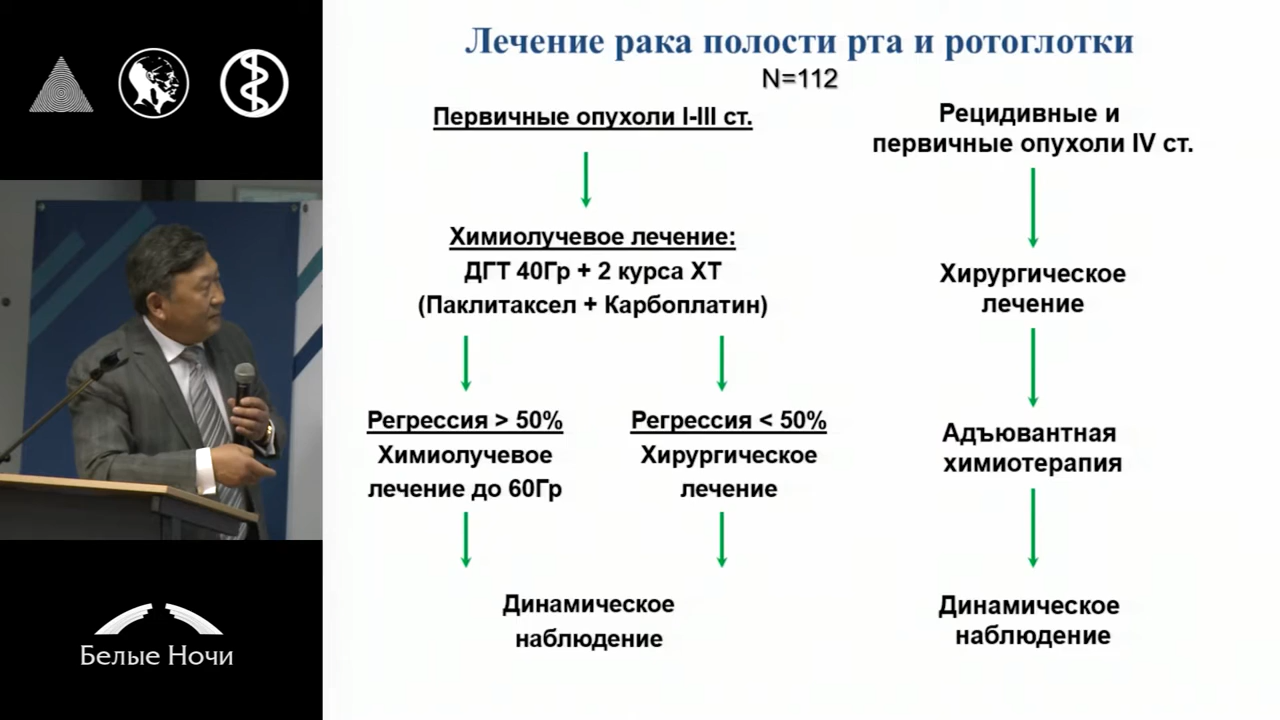 Лечение рака полости рта и ротоглотки
N=112
Первичные опухоли I-III ст.
Химиолучевое лечение:
ДГТ 40Гр + 2 курса ХТ
(Паклитаксел + Карбоплатин)
Регрессия > 50%
Химиолучевое
лечение до 60Гр
Регрессия < 50%
Хирургическое
лечение
Динамическое
наблюдение
Рецидивные и
первичные опухоли IV ст.
Хирургическое
лечение
Адъювантная
химиотерапия
Динамическое
наблюдение
Белые Ночи